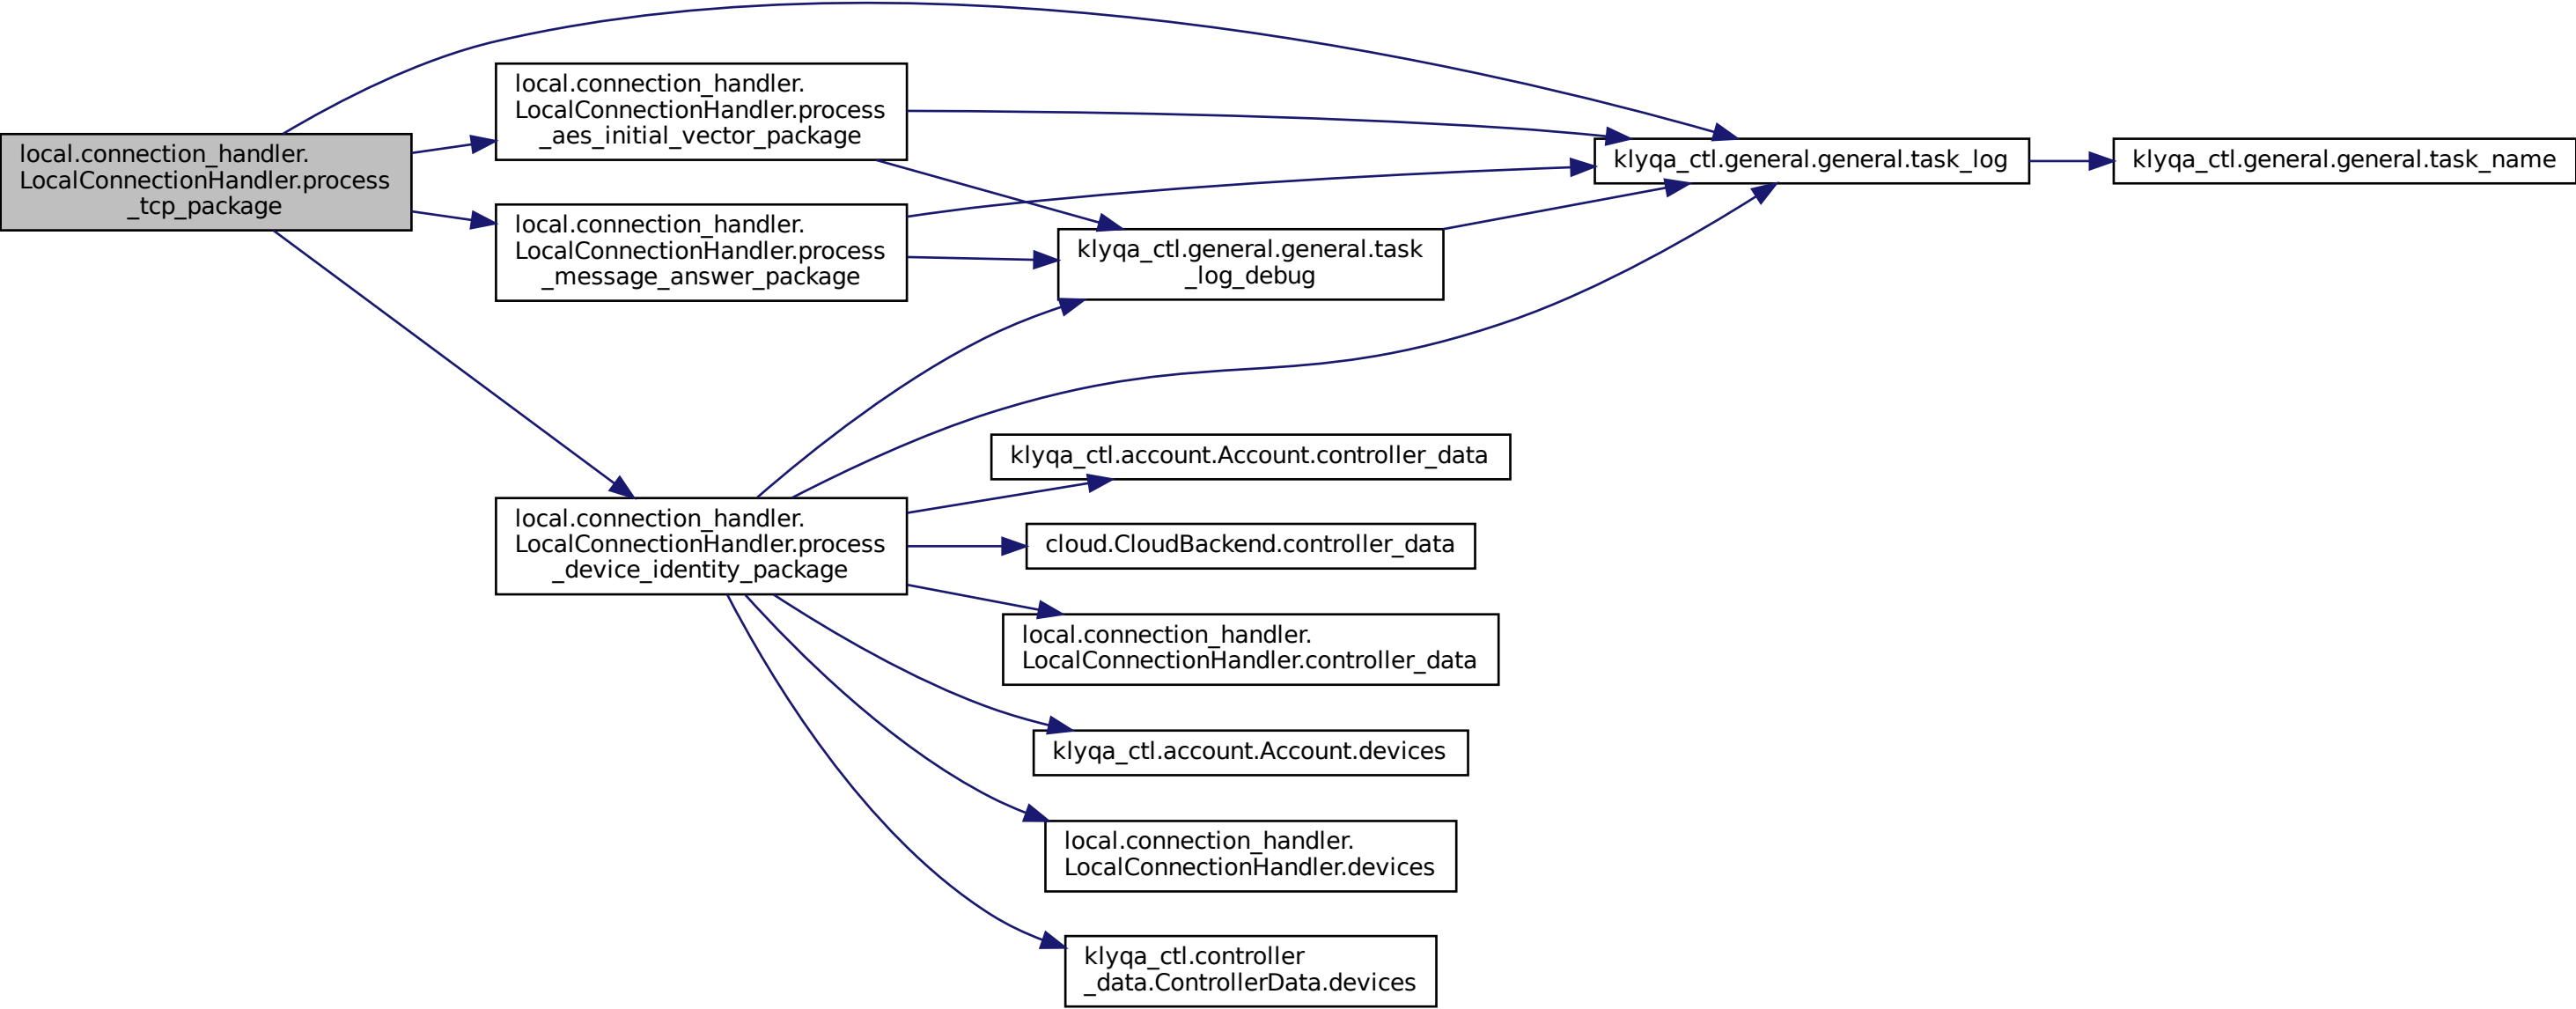 local.connection_handler.
LocalConnectionHandler.process
_tcp_package
local.connection_handler.
LocalConnectionHandler.process
_aes_initial_vector_package
local.connection_handler.
LocalConnectionHandler.process
_message_answer_package
local.connection_handler.
LocalConnectionHandler.process
_device_identity_package
klyqa_ctl.general.general.task
_log_debug
klyqa_ctl.general.general.task_log
klyqa_ctl.general.general.task_name
klyqa_ctl.account.Account.controller_data
cloud.CloudBackend.controller_data
local.connection_handler.
LocalConnectionHandler.controller_data
klyqa_ctl.account.Account.devices
local.connection_handler.
LocalConnectionHandler.devices
klyqa_ctl.controller
_data.ControllerData.devices